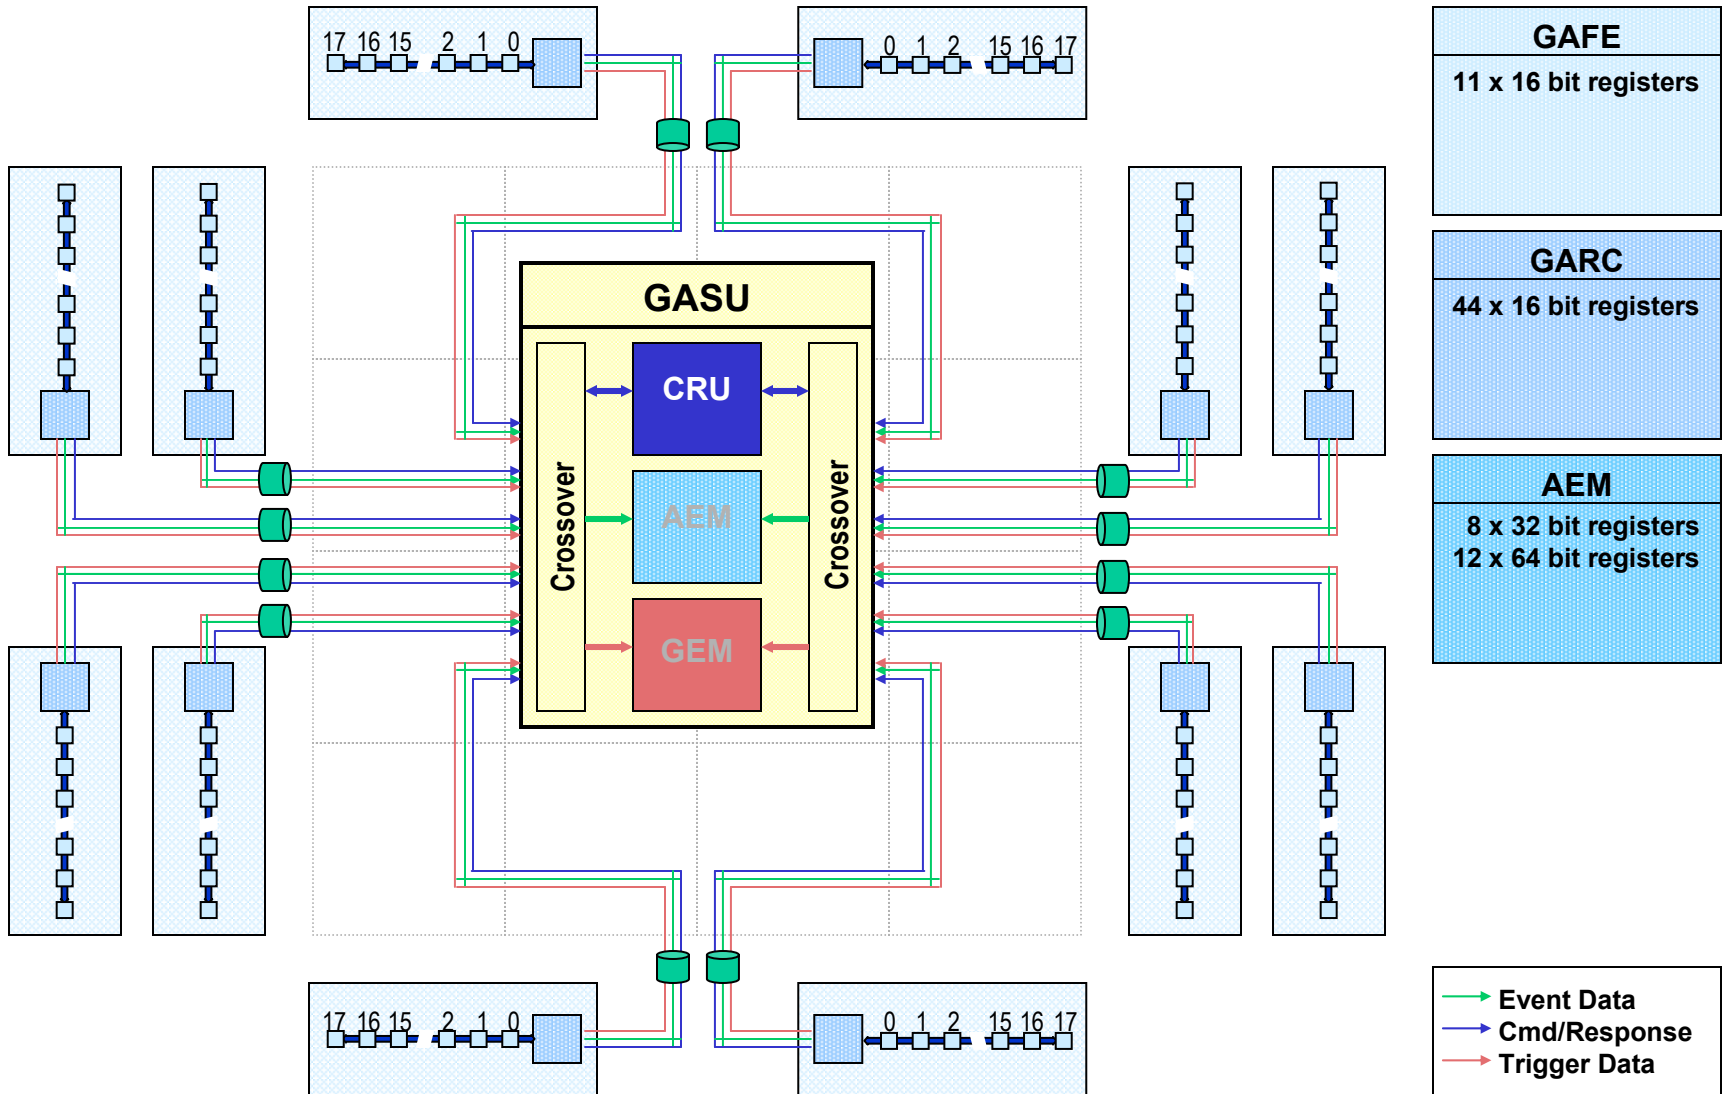 17 16 15 2 1 0
0 1 2 15 16 17
GAFE
11 x 16 bit registers
GARC
44 x 16 bit registers
AEM
8 x 32 bit registers
12 x 64 bit registers
GASU
Crossover
CRU
AEM
GEM
Crossover
17 16 15 2 1 0
0 1 2 15 16 17
Event Data
Cmd/Response
Trigger Data